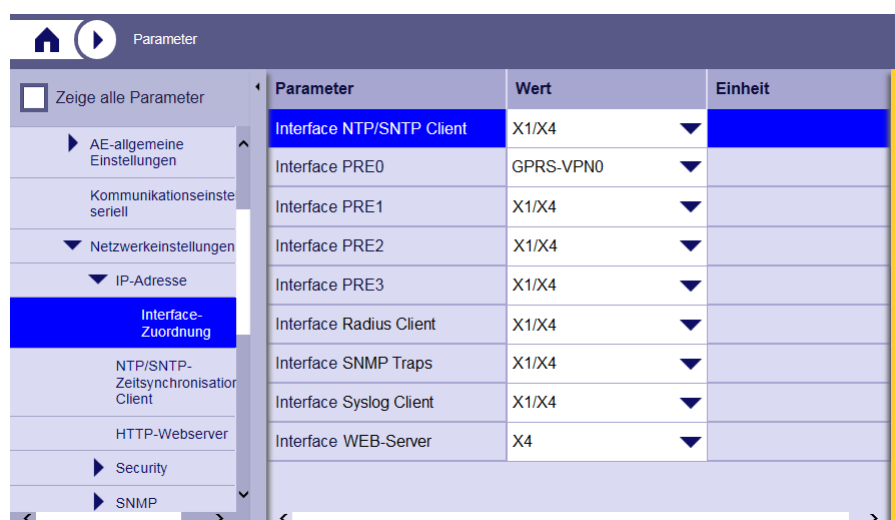 Parameter
Zeige alle Parameter
AE-allgemeine
Einstellungen
Kommunikationseinste
seriell
Netzwerkeinstellungen
IP-Adresse
Interface-
Zuordnung
NTP/SNTP-
Zeitsynchronisation
Client
HTTP-Webserver
Security
SNMP
Parameter Wert Einheit
Interface NTP/SNTP Client X1/X4
Interface PRE0 GPRS-VPN0
Interface PRE1 X1/X4
Interface PRE2 X1/X4
Interface PRE3 X1/X4
Interface Radius Client X1/X4
Interface SNMP Traps X1/X4
Interface Syslog Client X1/X4
Interface WEB-Server X4